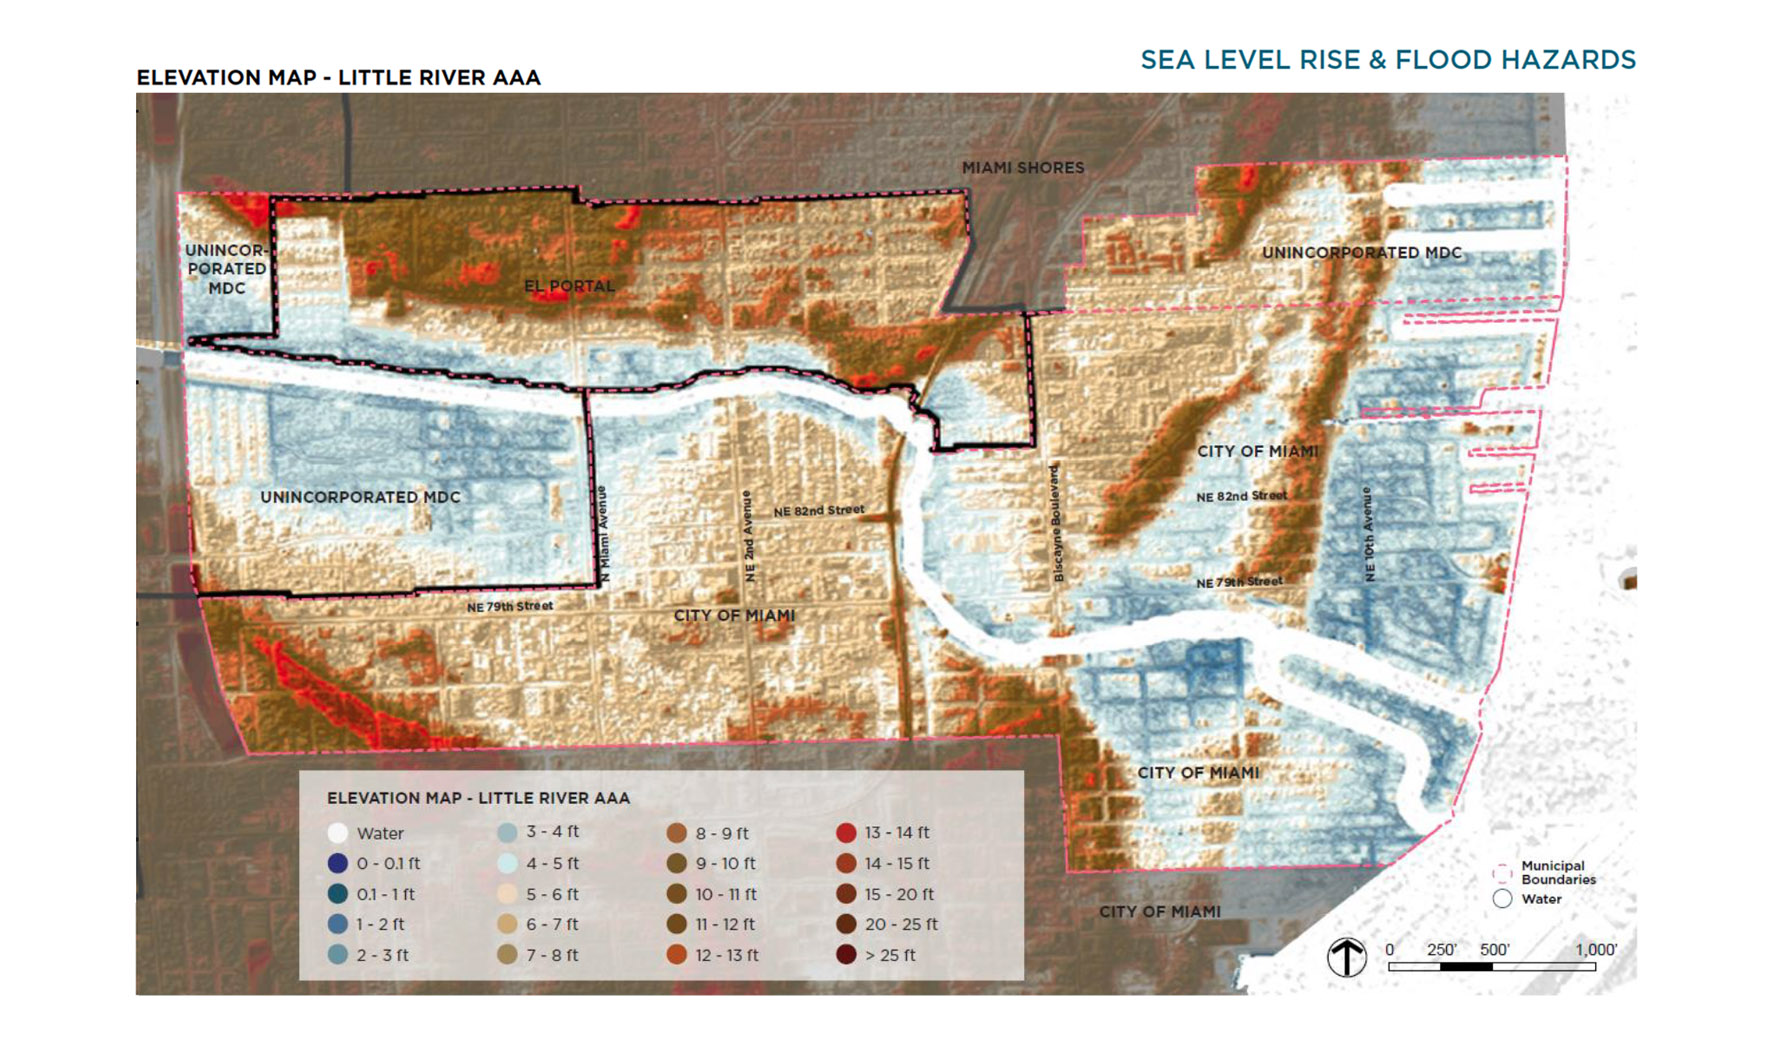 SEA LEVEL RISE & FLOOD HAZARDS
ELEVATION MAP - LITTLE RIVER AAA
MIAMI SHORES
UNINCOR-
PORATED
MDC
UNINCORPORATED MDC
EL PORTAL
CITY OF MIAMI
UNINCORPORATED MDC
NE 82nd Street
NE 82nd Street
N Miami Avenue
NE 2nd Avenue
Biscayne Boulevard
NE 10th Avenue
NE 79th Street
NE 79th Street
CITY OF MIAMI
CITY OF MIAMI
CITY OF MIAMI
ELEVATION MAP - LITTLE RIVER AAA
Water
0 - 0.1 ft
0.1 - 1 ft
1 - 2 ft
2 - 3 ft
3 - 4 ft
4 - 5 ft
5 - 6 ft
6 - 7 ft
7 - 8 ft
8 - 9 ft
9 - 10 ft
10 - 11 ft
11 - 12 ft
12 - 13 ft
13 - 14 ft
14 - 15 ft
15 - 20 ft
20 - 25 ft
> 25 ft
Municipal
Boundaries
Water
0 250' 500' 1,000'